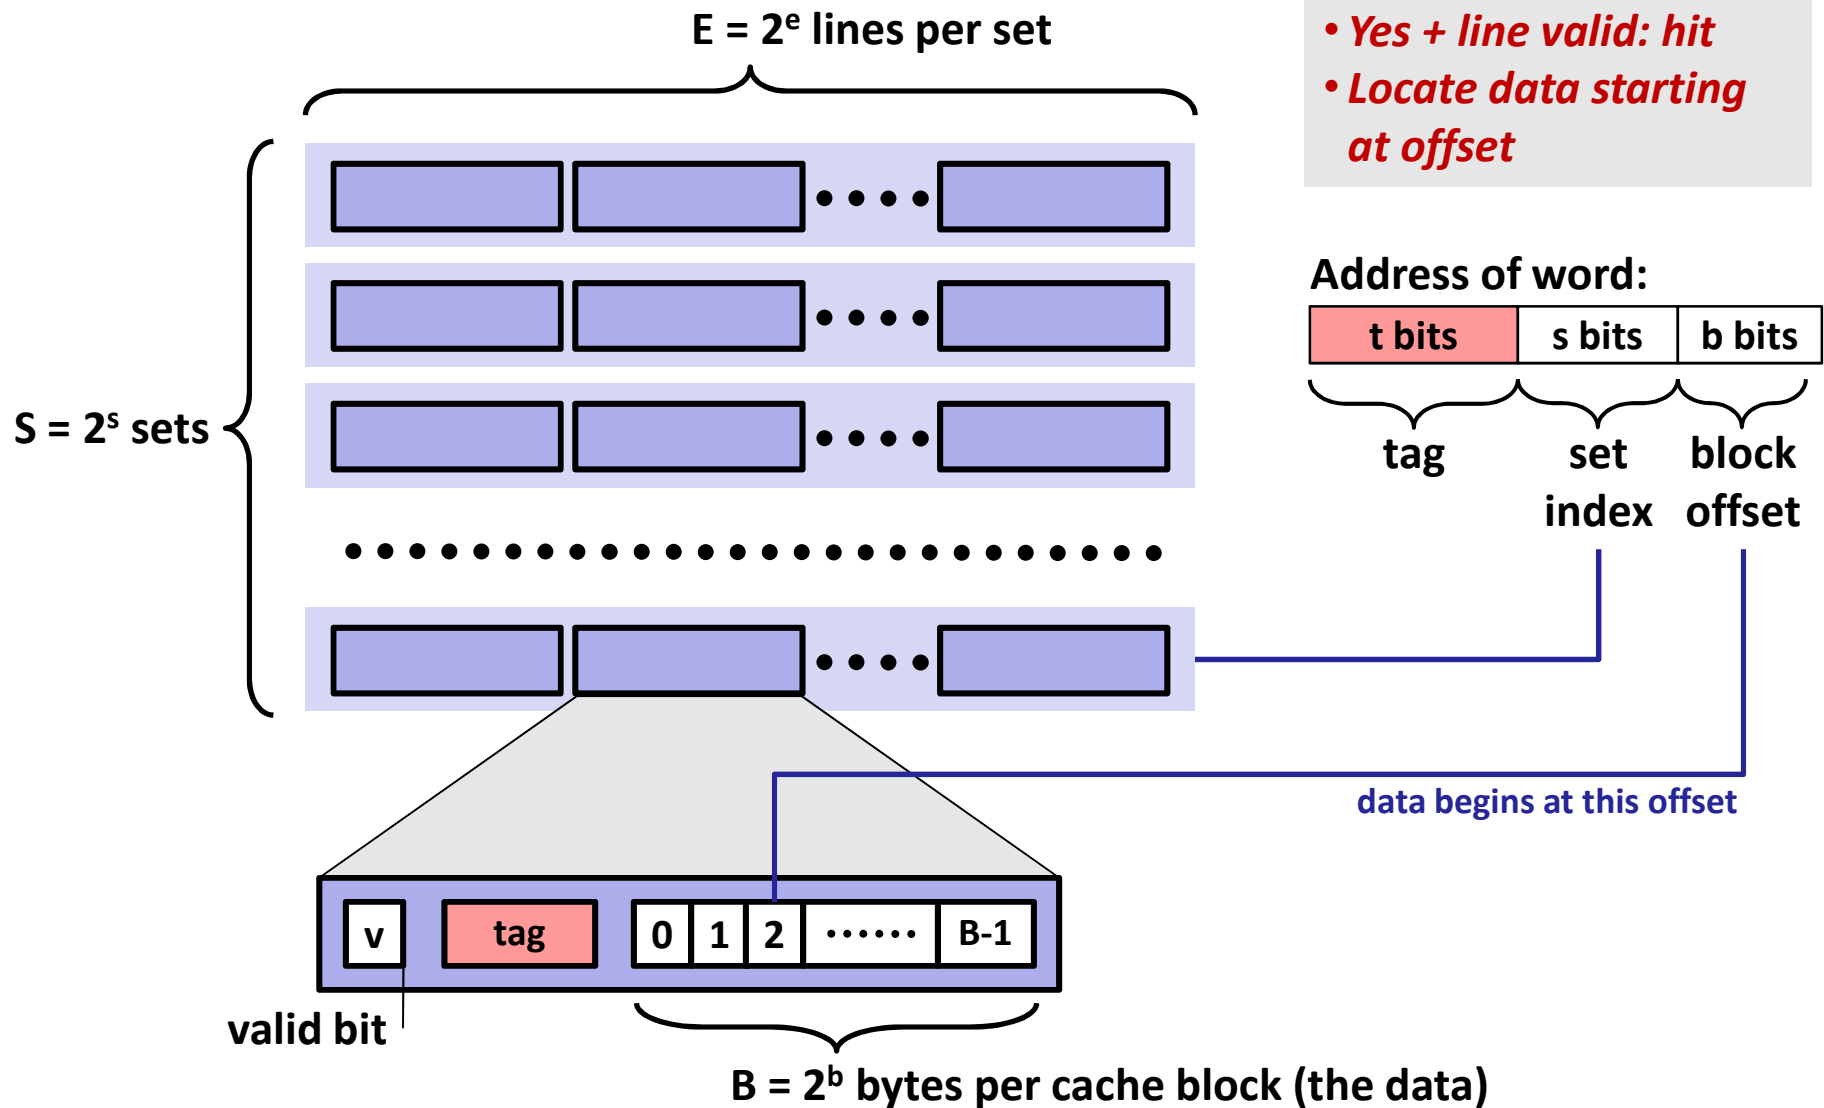 E = 2ᵉ lines per set
• Yes + line valid: hit
• Locate data starting
at offset
Address of word:
t bits s bits b bits
S = 2ˢ sets
tag set block
index offset
data begins at this offset
v tag 0 1 2 •••••• B-1
valid bit
B = 2ᵇ bytes per cache block (the data)